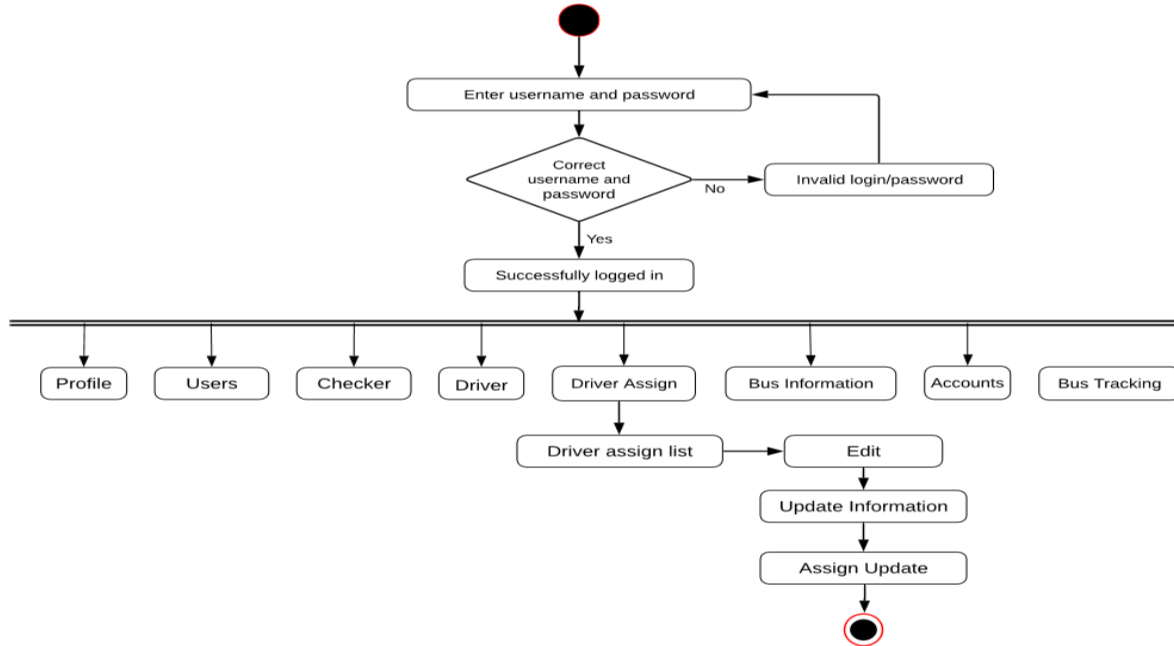 Enter username and password
Correct
username and
password
No
Invalid login/password
Yes
Successfully logged in
Profile
Users
Checker
Driver
Driver Assign
Bus Information
Accounts
Bus Tracking
Driver assign list
Edit
Update Information
Assign Update